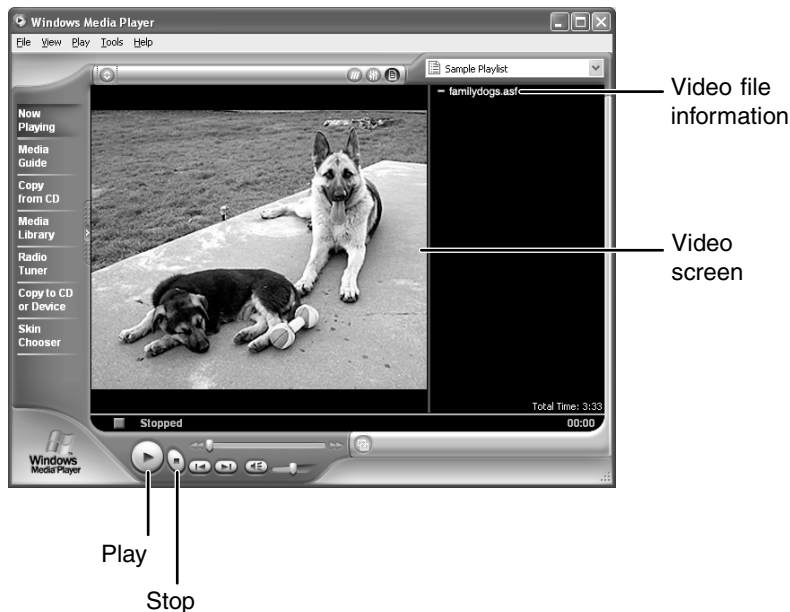 Windows Media Player
File View Play Tools Help
Sample Playlist
familydogs.asf
Video file
information
Now
Playing
Media
Guide
Copy
from CD
Media
Library
Radio
Tuner
Copy to CD
or Device
Skin
Chooser
Video
screen
Total Time: 3:33
Stopped
00:00
Windows
Media Player
Play
Stop